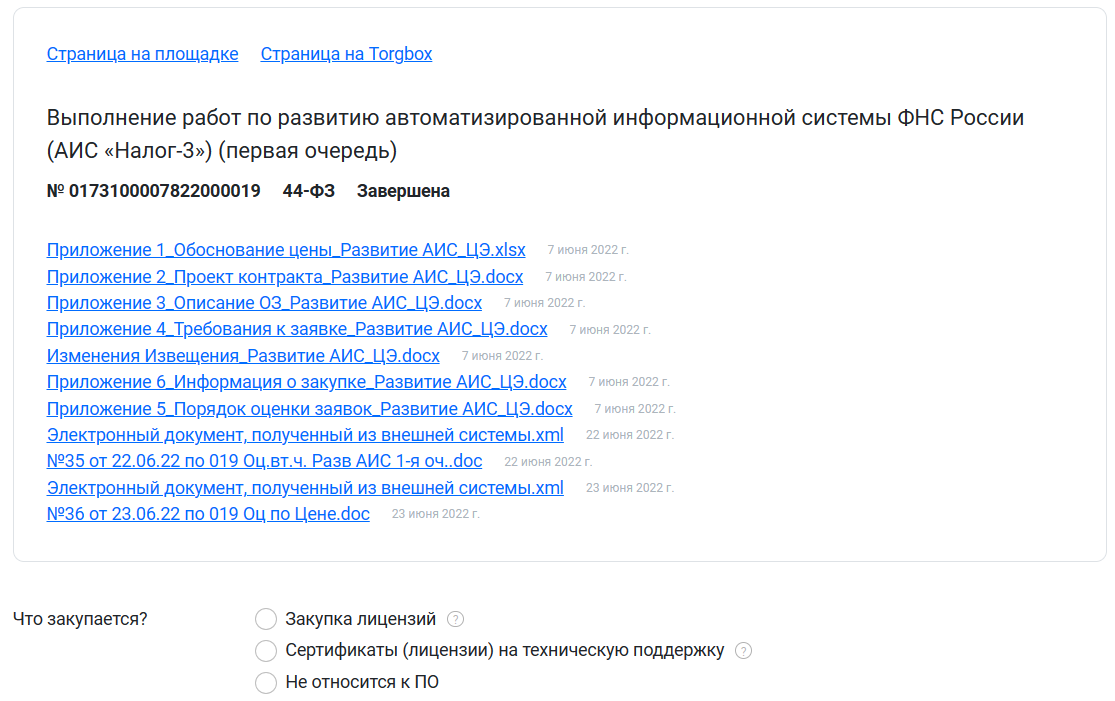 Страница на площадке Страница на Torgbox
Выполнение работ по развитию автоматизированной информационной системы ФНС России
(АИС «Налог-3») (первая очередь)
№ 0173100007822000019 44-ФЗ Завершена
Приложение 1_Обоснование цены_Развитие АИС_ЦЭ.xlsx 7 июня 2022 г.
Приложение 2_Проект контракта_Развитие АИС_ЦЭ.docx 7 июня 2022 г.
Приложение 3_Описание ОЗ_Развитие АИС_ЦЭ.docx 7 июня 2022 г.
Приложение 4_Требования к заявке_Развитие АИС_ЦЭ.docx 7 июня 2022 г.
Изменения Извещения_Развитие АИС_ЦЭ.docx 7 июня 2022 г.
Приложение 6_Информация о закупке_Развитие АИС_ЦЭ.docx 7 июня 2022 г.
Приложение 5_Порядок оценки заявок_Развитие АИС_ЦЭ.docx 7 июня 2022 г.
Электронный документ, полученный из внешней системы.xml 22 июня 2022 г.
№35 от 22.06.22 по 019 Оц.вт.ч. Разв АИС 1-я оч..doc 22 июня 2022 г.
Электронный документ, полученный из внешней системы.xml 23 июня 2022 г.
№36 от 23.06.22 по 019 Оц по Цене.doc 23 июня 2022 г.
Что закупается? Закупка лицензий ?
Сертификаты (лицензии) на техническую поддержку ?
Не относится к ПО